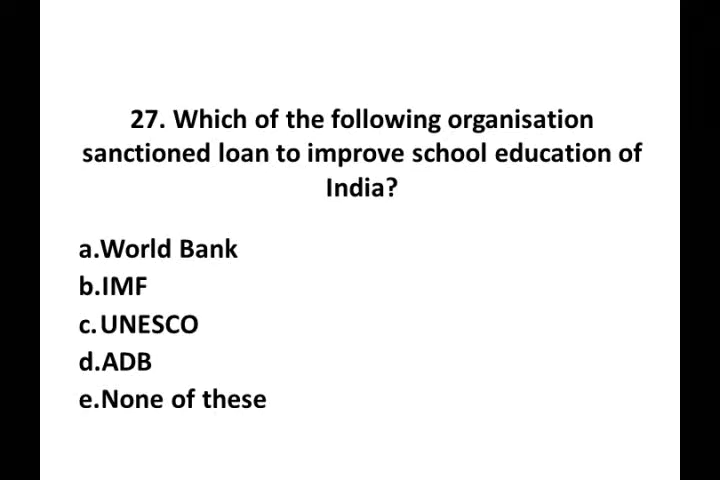 27. Which of the following organisation
sanctioned loan to improve school education of
India?
a.World Bank
b.IMF
c.UNESCO
d.ADB
e.None of these